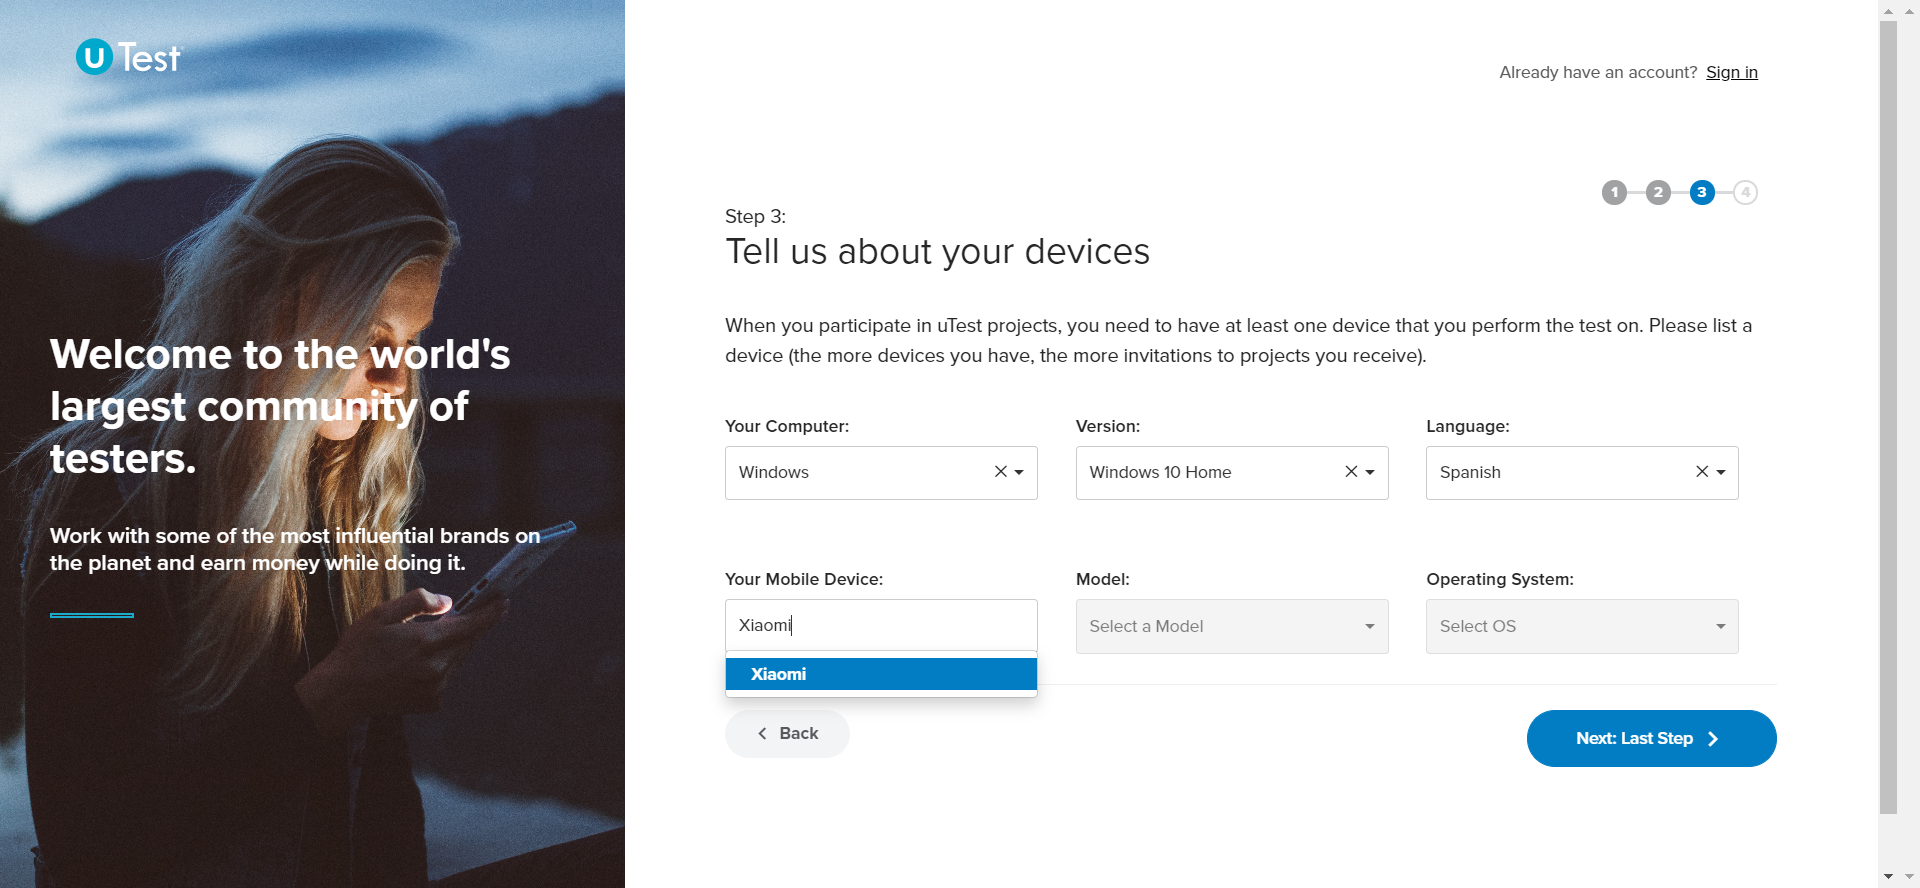 U Test
Already have an account? Sign in
1 2 3 4
Step 3:
Tell us about your devices
Welcome to the world's
largest community of
testers.
Work with some of the most influential brands on
the planet and earn money while doing it.
When you participate in uTest projects, you need to have at least one device that you perform the test on. Please list a
device (the more devices you have, the more invitations to projects you receive).
Your Computer: Version: Language:
Windows Windows 10 Home Spanish
Your Mobile Device: Model: Operating System:
Xiaomi Select a Model Select OS
Xiaomi
Back Next: Last Step